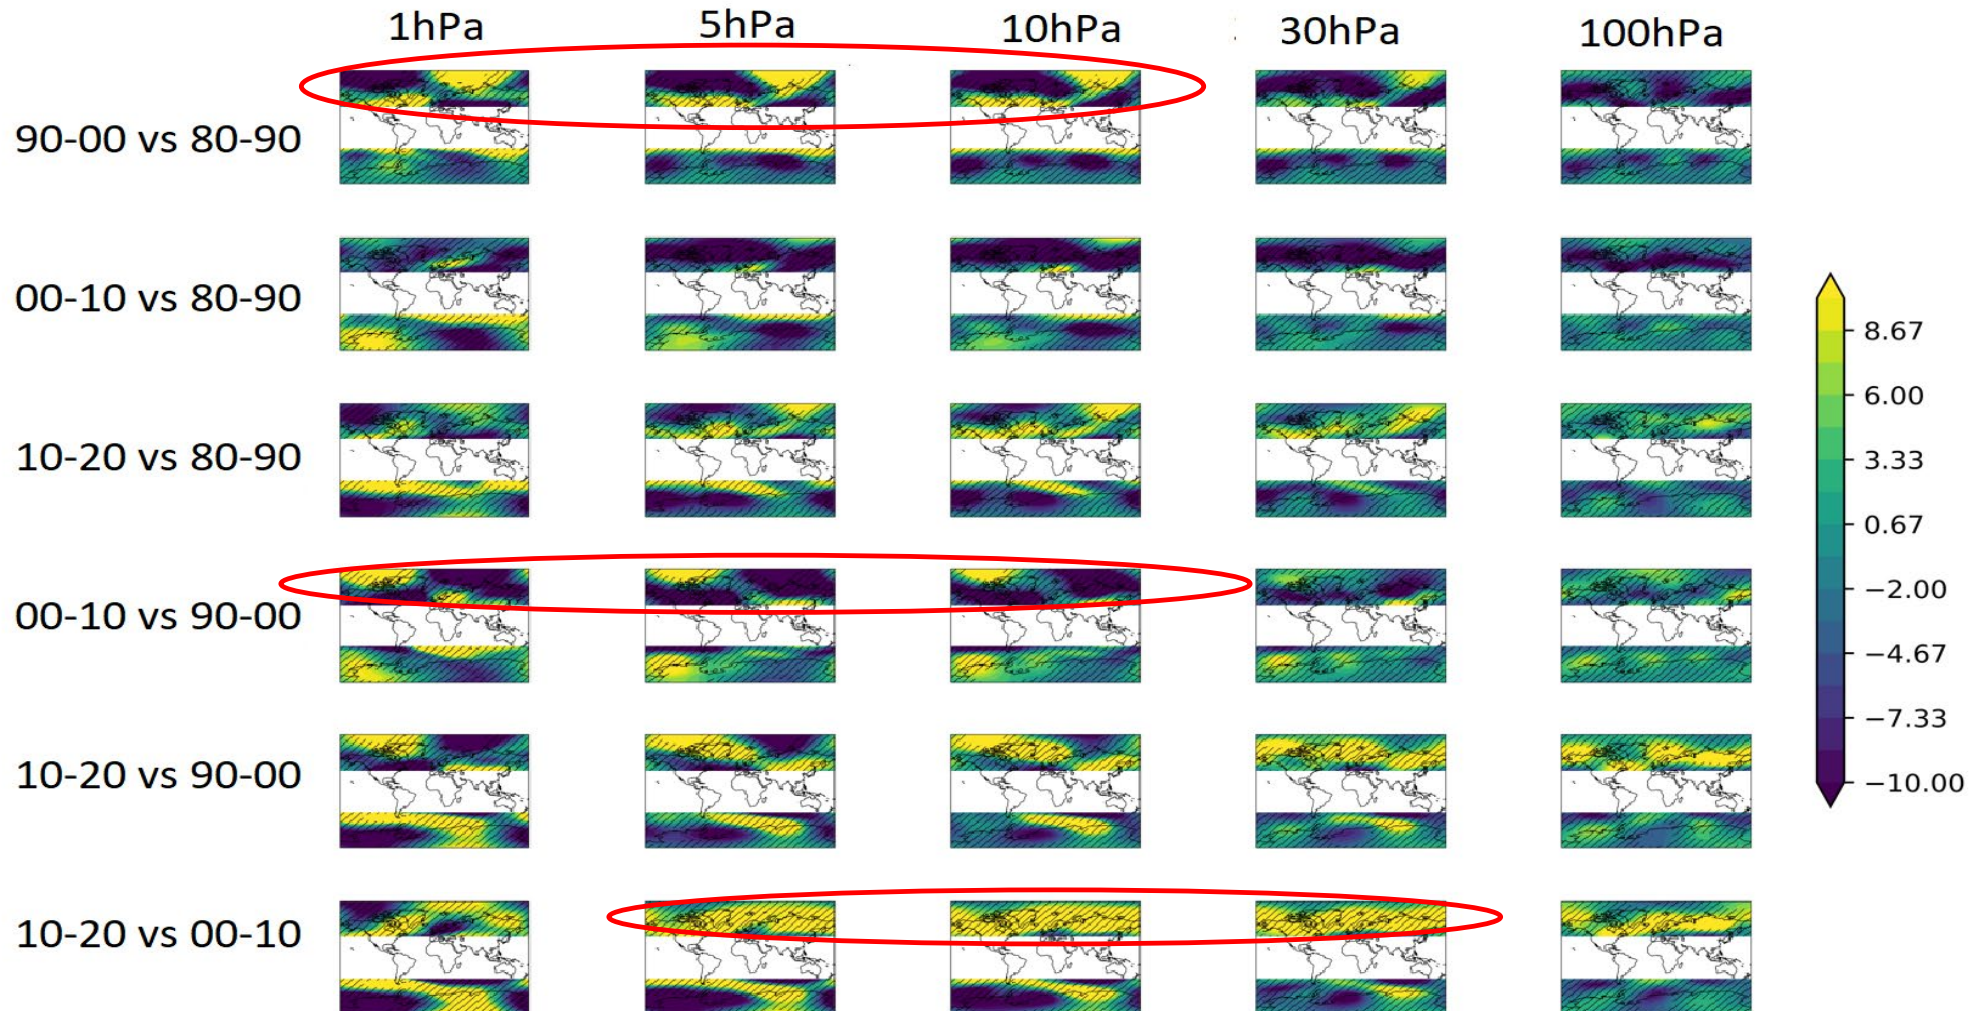 1hPa 5hPa 10hPa 30hPa 100hPa
90-00 vs 80-90
00-10 vs 80-90
10-20 vs 80-90
00-10 vs 90-00
10-20 vs 90-00
10-20 vs 00-10
8.67
6.00
3.33
0.67
−2.00
−4.67
−7.33
−10.00